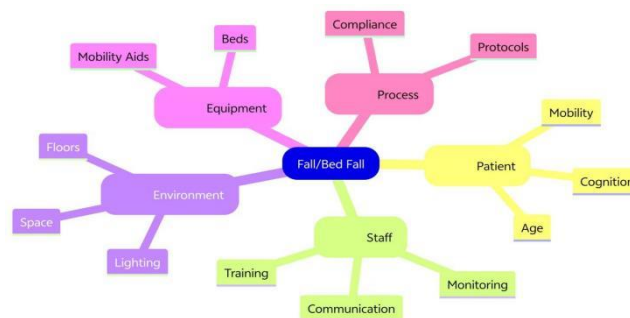 Compliance
Beds
Protocols
Mobility Aids
Process
Equipment
Mobility
Floors
Fall/Bed Fall
Patient
Cognition
Environment
Space
Age
Staff
Lighting
Training
Monitoring
Communication